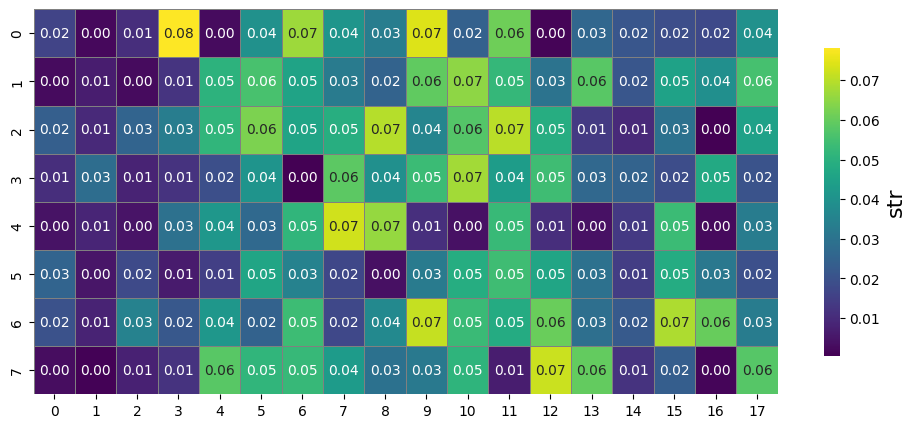 0 0.02 0.00 0.01 0.08 0.00 0.04 0.07 0.04 0.03 0.07 0.02 0.06 0.00 0.03 0.02 0.02 0.02 0.04
1 0.00 0.01 0.00 0.01 0.05 0.06 0.05 0.03 0.02 0.06 0.07 0.05 0.03 0.06 0.02 0.05 0.04 0.06
2 0.02 0.01 0.03 0.03 0.05 0.06 0.05 0.05 0.07 0.04 0.06 0.07 0.05 0.01 0.01 0.03 0.00 0.04
3 0.01 0.03 0.01 0.01 0.02 0.04 0.00 0.06 0.04 0.05 0.07 0.04 0.05 0.03 0.02 0.02 0.05 0.02
4 0.00 0.01 0.00 0.03 0.04 0.03 0.05 0.07 0.07 0.01 0.00 0.05 0.01 0.00 0.01 0.05 0.00 0.03
5 0.03 0.00 0.02 0.01 0.01 0.05 0.03 0.02 0.00 0.03 0.05 0.05 0.05 0.03 0.01 0.05 0.03 0.02
6 0.02 0.01 0.03 0.02 0.04 0.02 0.05 0.02 0.04 0.07 0.05 0.05 0.06 0.03 0.02 0.07 0.06 0.03
7 0.00 0.00 0.01 0.01 0.06 0.05 0.05 0.04 0.03 0.03 0.05 0.01 0.07 0.06 0.01 0.02 0.00 0.06
0 1 2 3 4 5 6 7 8 9 10 11 12 13 14 15 16 17
0.07
0.06
0.05
0.04
0.03
0.02
0.01
str